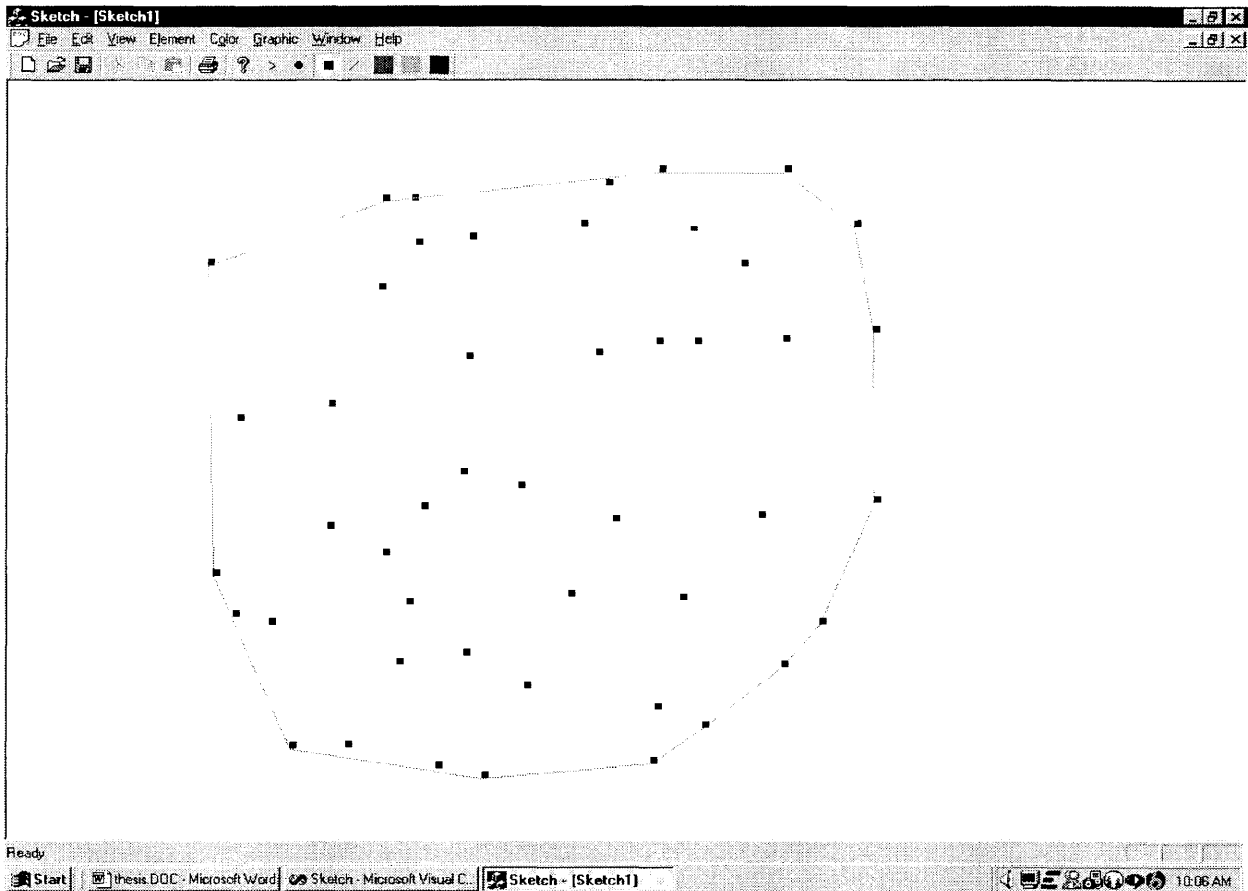 Sketch - [Sketch1]
File Edit View Element Color Graphic Window Help
Ready
Start thesis.DOC - Microsoft Word Sketch - Microsoft Visual C... Sketch - [Sketch1] 10:06 AM